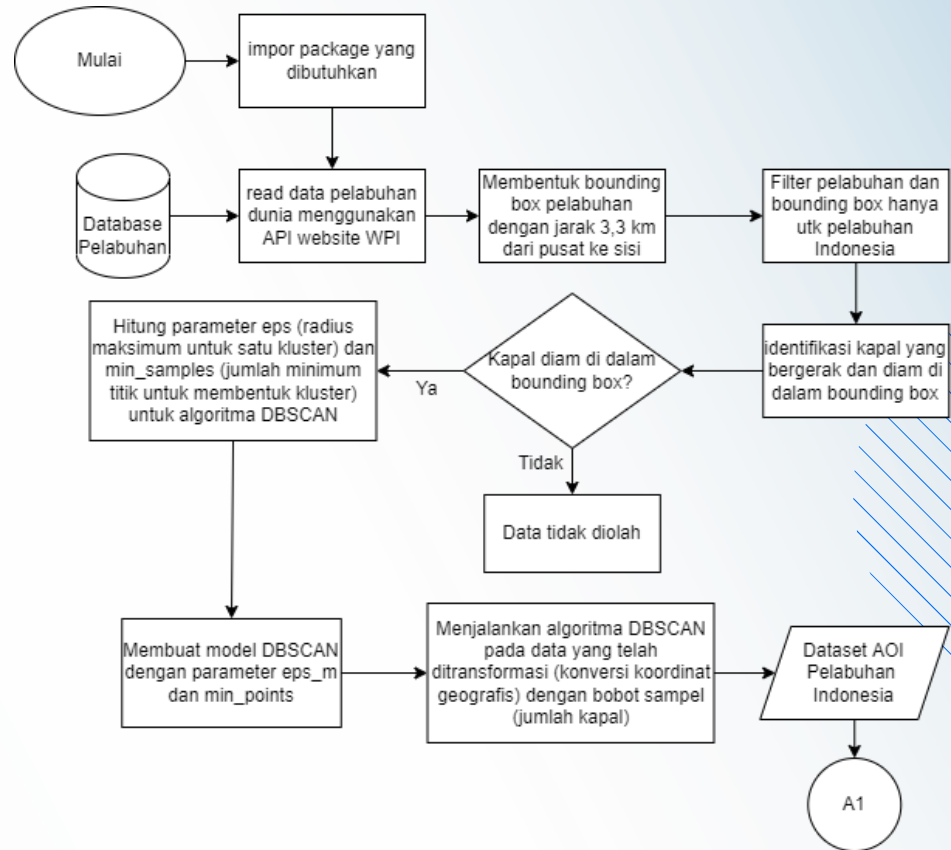 Mulai
impor package yang
dibutuhkan
Database
Pelabuhan
read data pelabuhan
dunia menggunakan
API website WPI
Membentuk bounding
box pelabuhan
dengan jarak 3,3 km
dari pusat ke sisi
Filter pelabuhan dan
bounding box hanya
utk pelabuhan
Indonesia
identifikasi kapal yang
bergerak dan diam di
dalam bounding box
Kapal diam di dalam
bounding box?
Ya
Tidak
Data tidak diolah
Hitung parameter eps (radius
maksimum untuk satu kluster) dan
min_samples (jumlah minimum
titik untuk membentuk kluster)
untuk algoritma DBSCAN
Membuat model DBSCAN
dengan parameter eps_m
dan min_points
Menjalankan algoritma DBSCAN
pada data yang telah
ditransformasi (konversi koordinat
geografis) dengan bobot sampel
(jumlah kapal)
Dataset AOI
Pelabuhan
Indonesia
A1